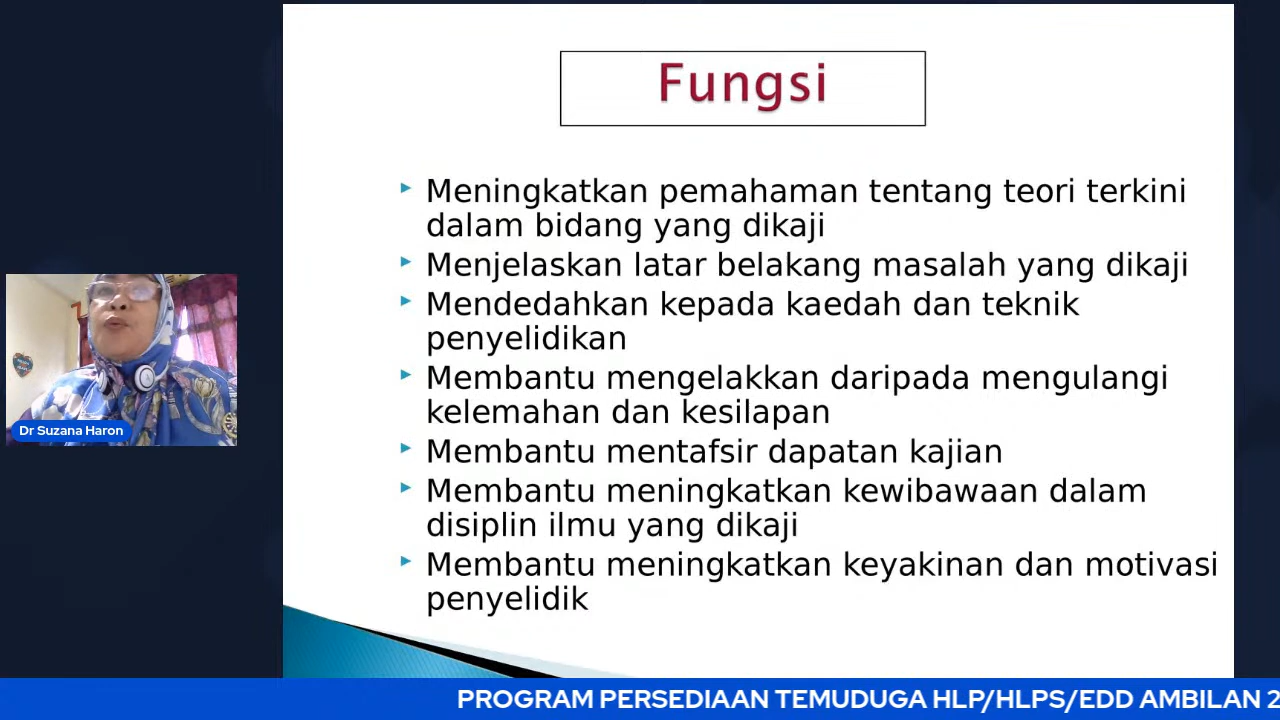 Fungsi
Meningkatkan pemahaman tentang teori terkini
dalam bidang yang dikaji
Menjelaskan latar belakang masalah yang dikaji
Mendedahkan kepada kaedah dan teknik
penyelidikan
Membantu mengelakkan daripada mengulangi
kelemahan dan kesilapan
Membantu mentafsir dapatan kajian
Membantu meningkatkan kewibawaan dalam
disiplin ilmu yang dikaji
Membantu meningkatkan keyakinan dan motivasi
penyelidik
Dr Suzana Haron
PROGRAM PERSEDIAAN TEMUDUGA HLP/HLPS/EDD AMBILAN 2